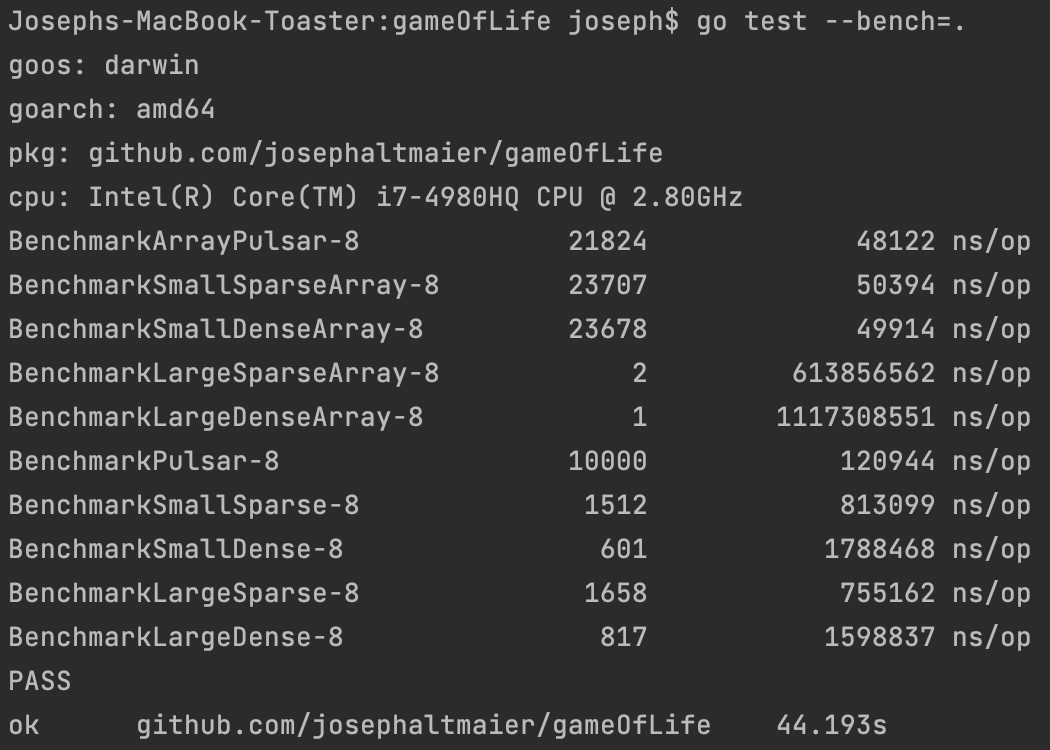 Josephs-MacBook-Toaster:gameOfLife joseph$ go test --bench=.
goos: darwin
goarch: amd64
pkg: github.com/josephaltmaier/gameOfLife
cpu: Intel(R) Core(TM) i7-4980HQ CPU @ 2.80GHz
BenchmarkArrayPulsar-8             21824             48122 ns/op
BenchmarkSmallSparseArray-8        23707             50394 ns/op
BenchmarkSmallDenseArray-8         23678             49914 ns/op
BenchmarkLargeSparseArray-8            2         613856562 ns/op
BenchmarkLargeDenseArray-8             1        1117308551 ns/op
BenchmarkPulsar-8                  10000            120944 ns/op
BenchmarkSmallSparse-8              1512            813099 ns/op
BenchmarkSmallDense-8                601           1788468 ns/op
BenchmarkLargeSparse-8              1658            755162 ns/op
BenchmarkLargeDense-8                817           1598837 ns/op
PASS
ok      github.com/josephaltmaier/gameOfLife    44.193s